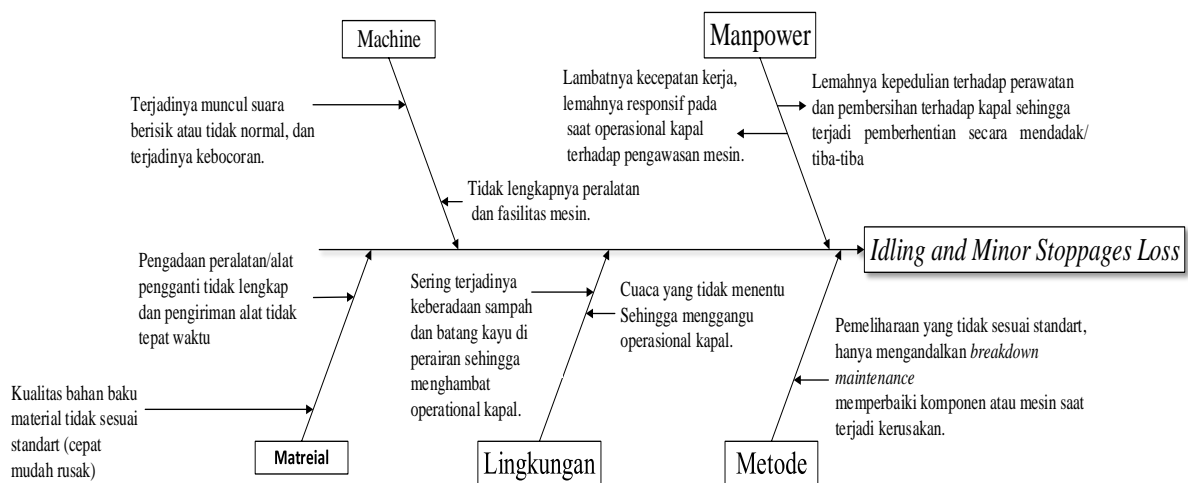 Machine
Manpower
Terjadinya muncul suara
berisik atau tidak normal, dan
terjadinya kebocoran.
Lambatnya kecepatan kerja,
lemahnya responsif pada
saat operasional kapal
terhadap pengawasan mesin.
Lemahnya kepedulian terhadap perawatan
dan pembersihan terhadap kapal sehingga
terjadi pemberhentian secara mendadak/
tiba-tiba
Tidak lengkapnya peralatan
dan fasilitas mesin.
Idling and Minor Stoppages Loss
Pengadaan peralatan/alat
pengganti tidak lengkap
dan pengiriman alat tidak
tepat waktu
Sering terjadinya
keberadaan sampah
dan batang kayu di
perairan sehingga
menghambat
operational kapal.
Cuaca yang tidak menentu
Sehingga menggangu
operasional kapal.
Pemeliharaan yang tidak sesuai standart,
hanya mengandalkan breakdown
maintenance
memperbaiki komponen atau mesin saat
terjadi kerusakan.
Kualitas bahan baku
material tidak sesuai
standart (cepat
mudah rusak)
Matreial
Lingkungan
Metode